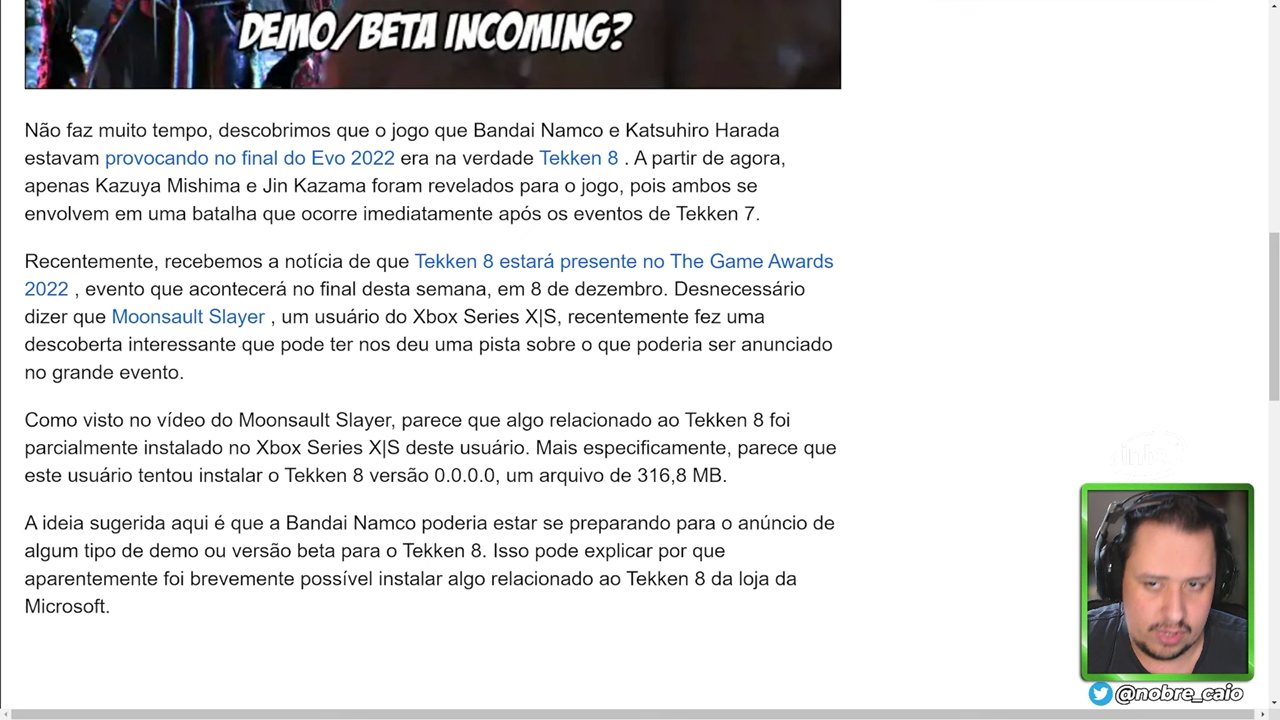 DEMO/BETA INCOMING?
Não faz muito tempo, descobrimos que o jogo que Bandai Namco e Katsuhiro Harada
estavam provocando no final do Evo 2022 era na verdade Tekken 8 . A partir de agora,
apenas Kazuya Mishima e Jin Kazama foram revelados para o jogo, pois ambos se
envolvem em uma batalha que ocorre imediatamente após os eventos de Tekken 7.
Recentemente, recebemos a notícia de que Tekken 8 estará presente no The Game Awards
2022 , evento que acontecerá no final desta semana, em 8 de dezembro. Desnecessário
dizer que Moonsault Slayer , um usuário do Xbox Series X|S, recentemente fez uma
descoberta interessante que pode ter nos deu uma pista sobre o que poderia ser anunciado
no grande evento.
Como visto no vídeo do Moonsault Slayer, parece que algo relacionado ao Tekken 8 foi
parcialmente instalado no Xbox Series X|S deste usuário. Mais especificamente, parece que
este usuário tentou instalar o Tekken 8 versão 0.0.0.0, um arquivo de 316,8 MB.
A ideia sugerida aqui é que a Bandai Namco poderia estar se preparando para o anúncio de
algum tipo de demo ou versão beta para o Tekken 8. Isso pode explicar por que
aparentemente foi brevemente possível instalar algo relacionado ao Tekken 8 da loja da
Microsoft.
@nobre_caio